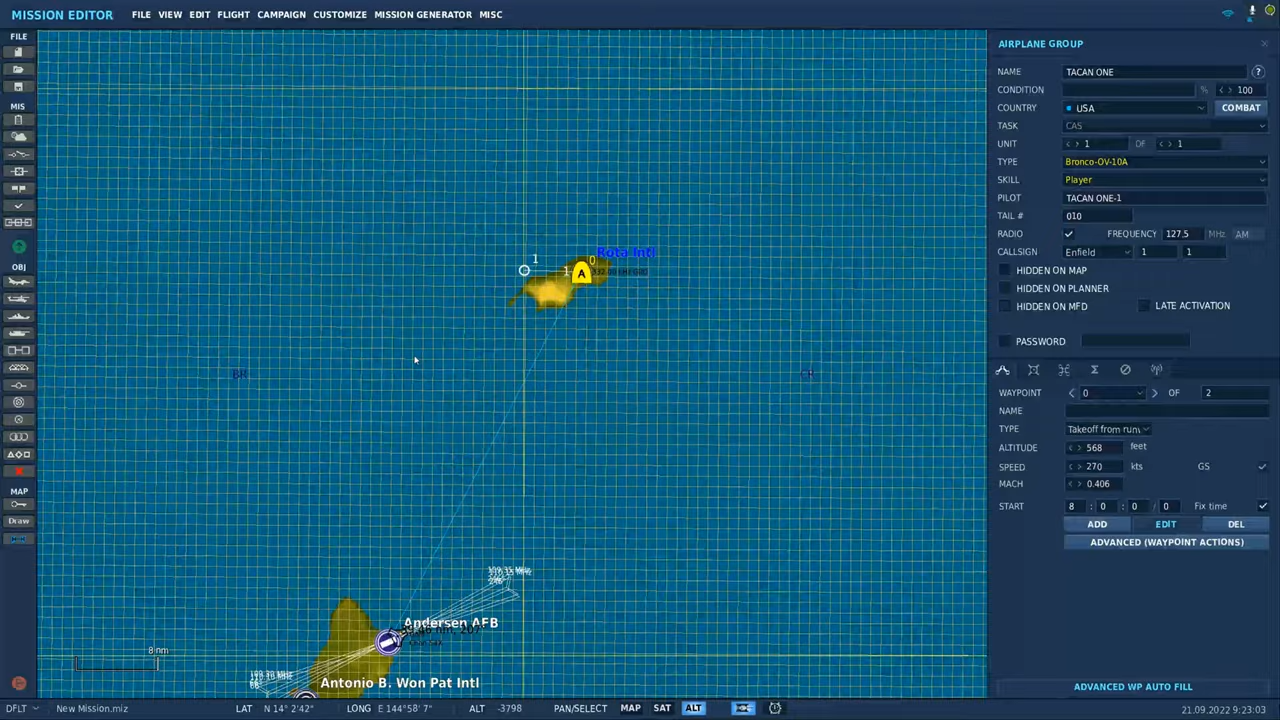 MISSION EDITOR FILE VIEW EDIT FLIGHT CAMPAIGN CUSTOMIZE MISSION GENERATOR MISC
FILE
MIS
OBJ
MAP
Draw
Rota Intl
1
0
1
A
BR
CR
Andersen AFB
Antonio B. Won Pat Intl
8 nm
AIRPLANE GROUP
NAME TACAN ONE ?
CONDITION % < > 100
COUNTRY USA COMBAT
TASK CAS
UNIT < > 1 OF < > 1
TYPE Bronco-OV-10A
SKILL Player
PILOT TACAN ONE-1
TAIL # 010
RADIO FREQUENCY 127.5 MHz AM
CALLSIGN Enfield 1 1
HIDDEN ON MAP
HIDDEN ON PLANNER
HIDDEN ON MFD LATE ACTIVATION
PASSWORD
WAYPOINT 0 OF 2
NAME
TYPE Takeoff from runw
ALTITUDE < > 568 feet
SPEED < > 270 kts GS
MACH < > 0.406
START 8 : 0 : 0 / 0 Fix time
ADD EDIT DEL
ADVANCED (WAYPOINT ACTIONS)
ADVANCED WP AUTO FILL
DFLT New Mission.miz LAT N 14° 2'42" LONG E 144°58' 7" ALT -3798 PAN/SELECT MAP SAT ALT 21.09.2022 9:23:03